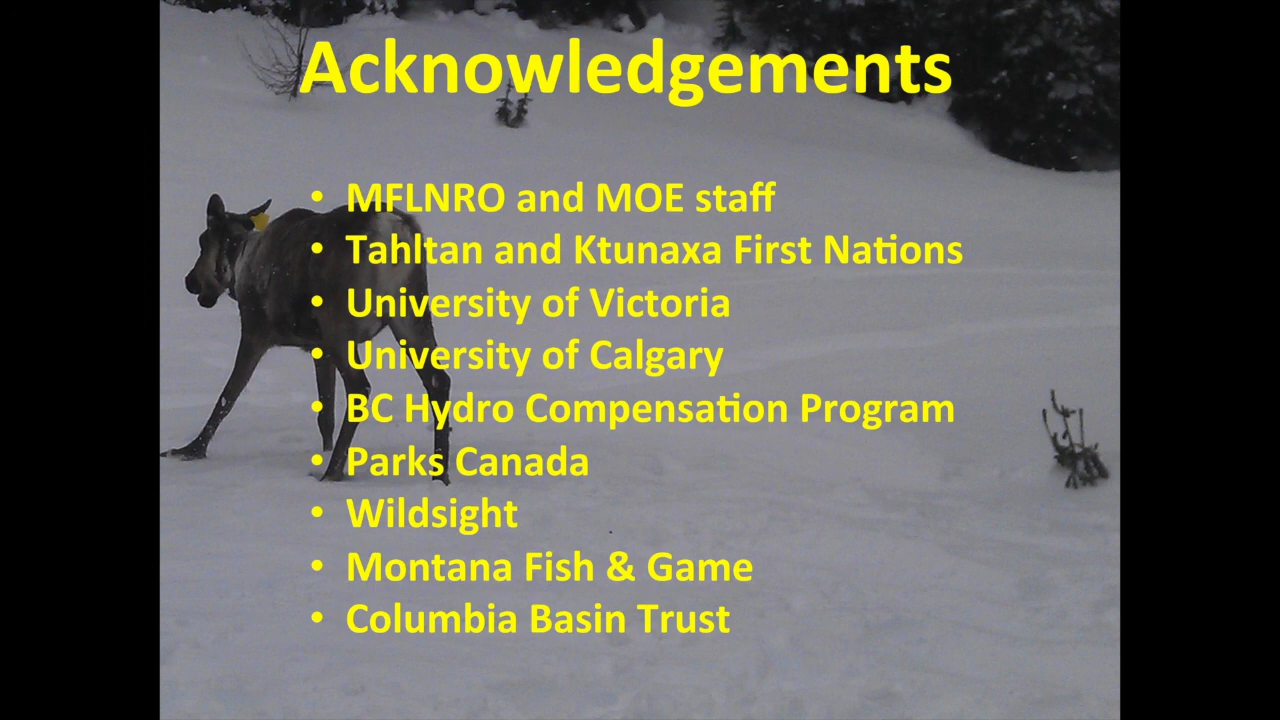 Acknowledgements
• MFLNRO and MOE staff
• Tahltan and Ktunaxa First Nations
• University of Victoria
• University of Calgary
• BC Hydro Compensation Program
• Parks Canada
• Wildsight
• Montana Fish & Game
• Columbia Basin Trust